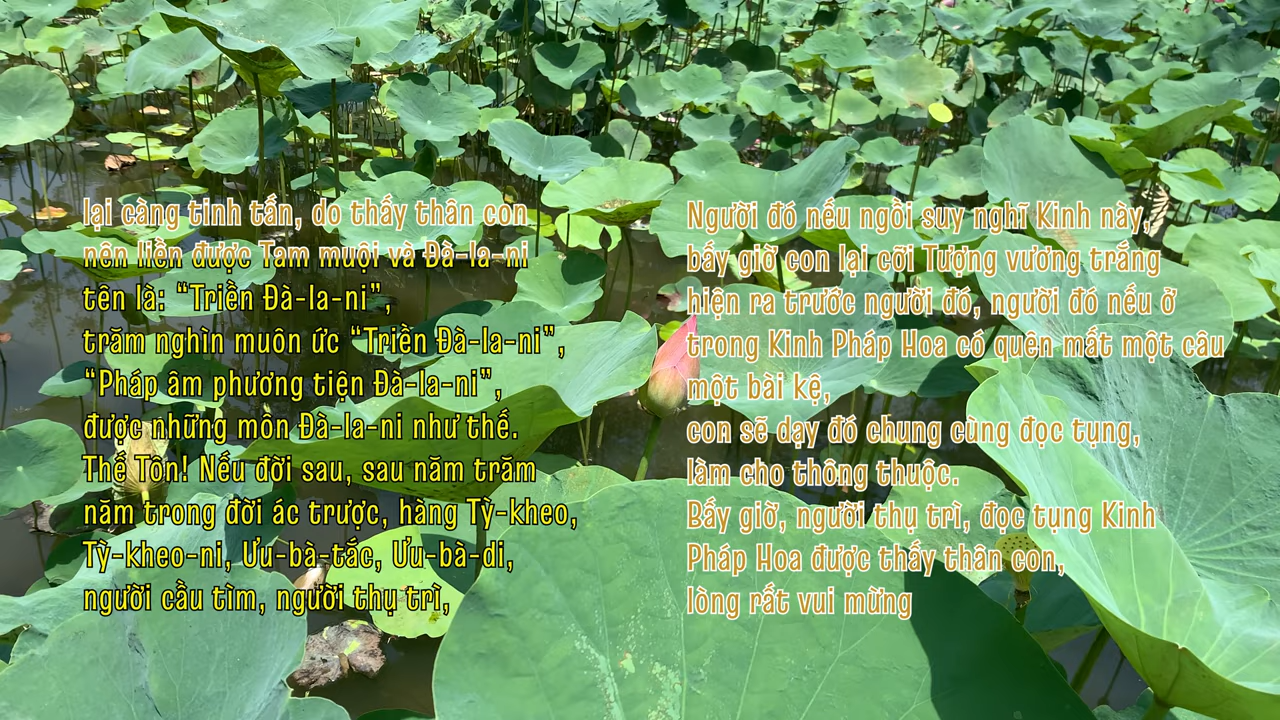 lại càng tinh tấn, do thấy thân con
nên liền được Tam muội và Đà-la-ni
tên là: “Triền Đà-la-ni”,
trăm nghìn muôn ức “Triền Đà-la-ni”,
“Pháp âm phương tiện Đà-la-ni”,
được những môn Đà-la-ni như thế.
Thế Tôn! Nếu đời sau, sau năm trăm
năm trong đời ác trược, hàng Tỳ-kheo,
Tỳ-kheo-ni, Ưu-bà-tắc, Ưu-bà-di,
người cầu tìm, người thụ trì,
Người đó nếu ngồi suy nghĩ Kinh này,
bấy giờ con lại cỡi Tượng vương trắng
hiện ra trước người đó, người đó nếu ở
trong Kinh Pháp Hoa có quên mất một câu
một bài kệ,
con sẽ dạy đó chung cùng đọc tụng,
làm cho thông thuộc.
Bấy giờ, người thụ trì, đọc tụng Kinh
Pháp Hoa được thấy thân con,
lòng rất vui mừng